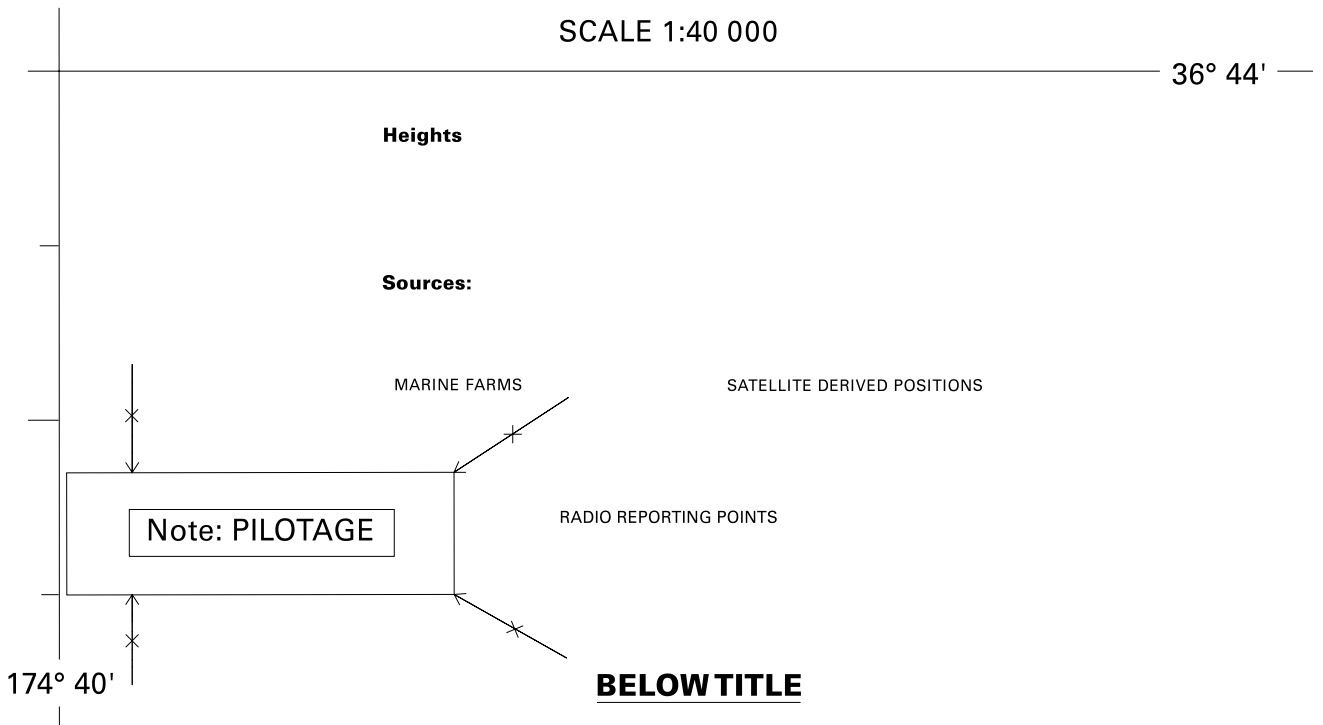 SCALE 1:40 000
36° 44'
Heights
Sources:
MARINE FARMS
SATELLITE DERIVED POSITIONS
RADIO REPORTING POINTS
Note: PILOTAGE
174° 40'
BELOW TITLE